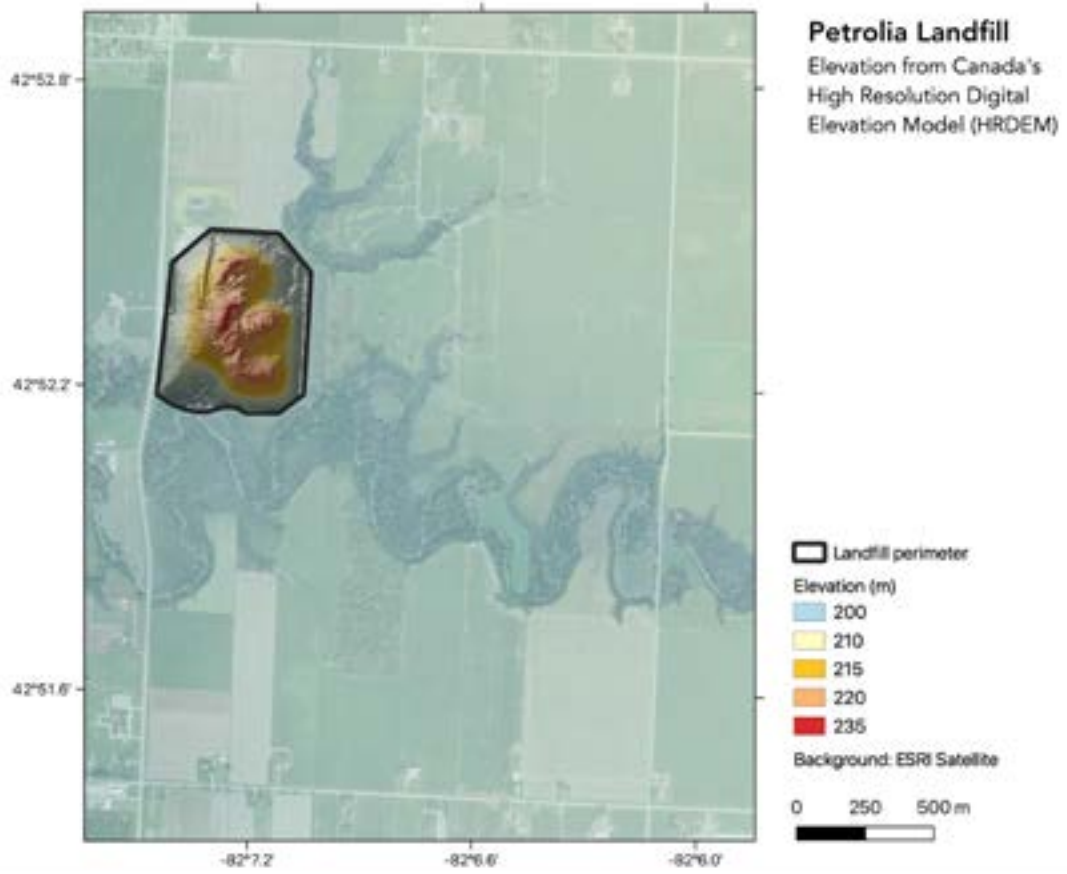 Petrolia Landfill
Elevation from Canada's
High Resolution Digital
Elevation Model (HRDEM)
42°52.8'
42°52.2'
42°51.6'
-82°7.2'
-82°6.6'
-82°6.0'
Landfill perimeter
Elevation (m)
200
210
215
220
235
Background: ESRI Satellite
0 250 500 m